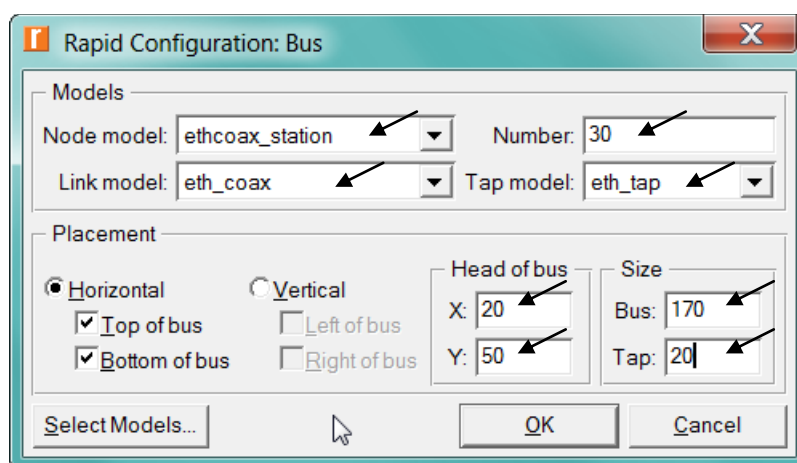 Rapid Configuration: Bus
X
Models
Node model: ethcoax_station Number: 30
Link model: eth_coax Tap model: eth_tap
Placement
Head of bus
Size
Horizontal Vertical
X: 20
Bus: 170
Top of bus Left of bus
Bottom of bus Right of bus
Y: 50
Tap: 20
Select Models... OK Cancel